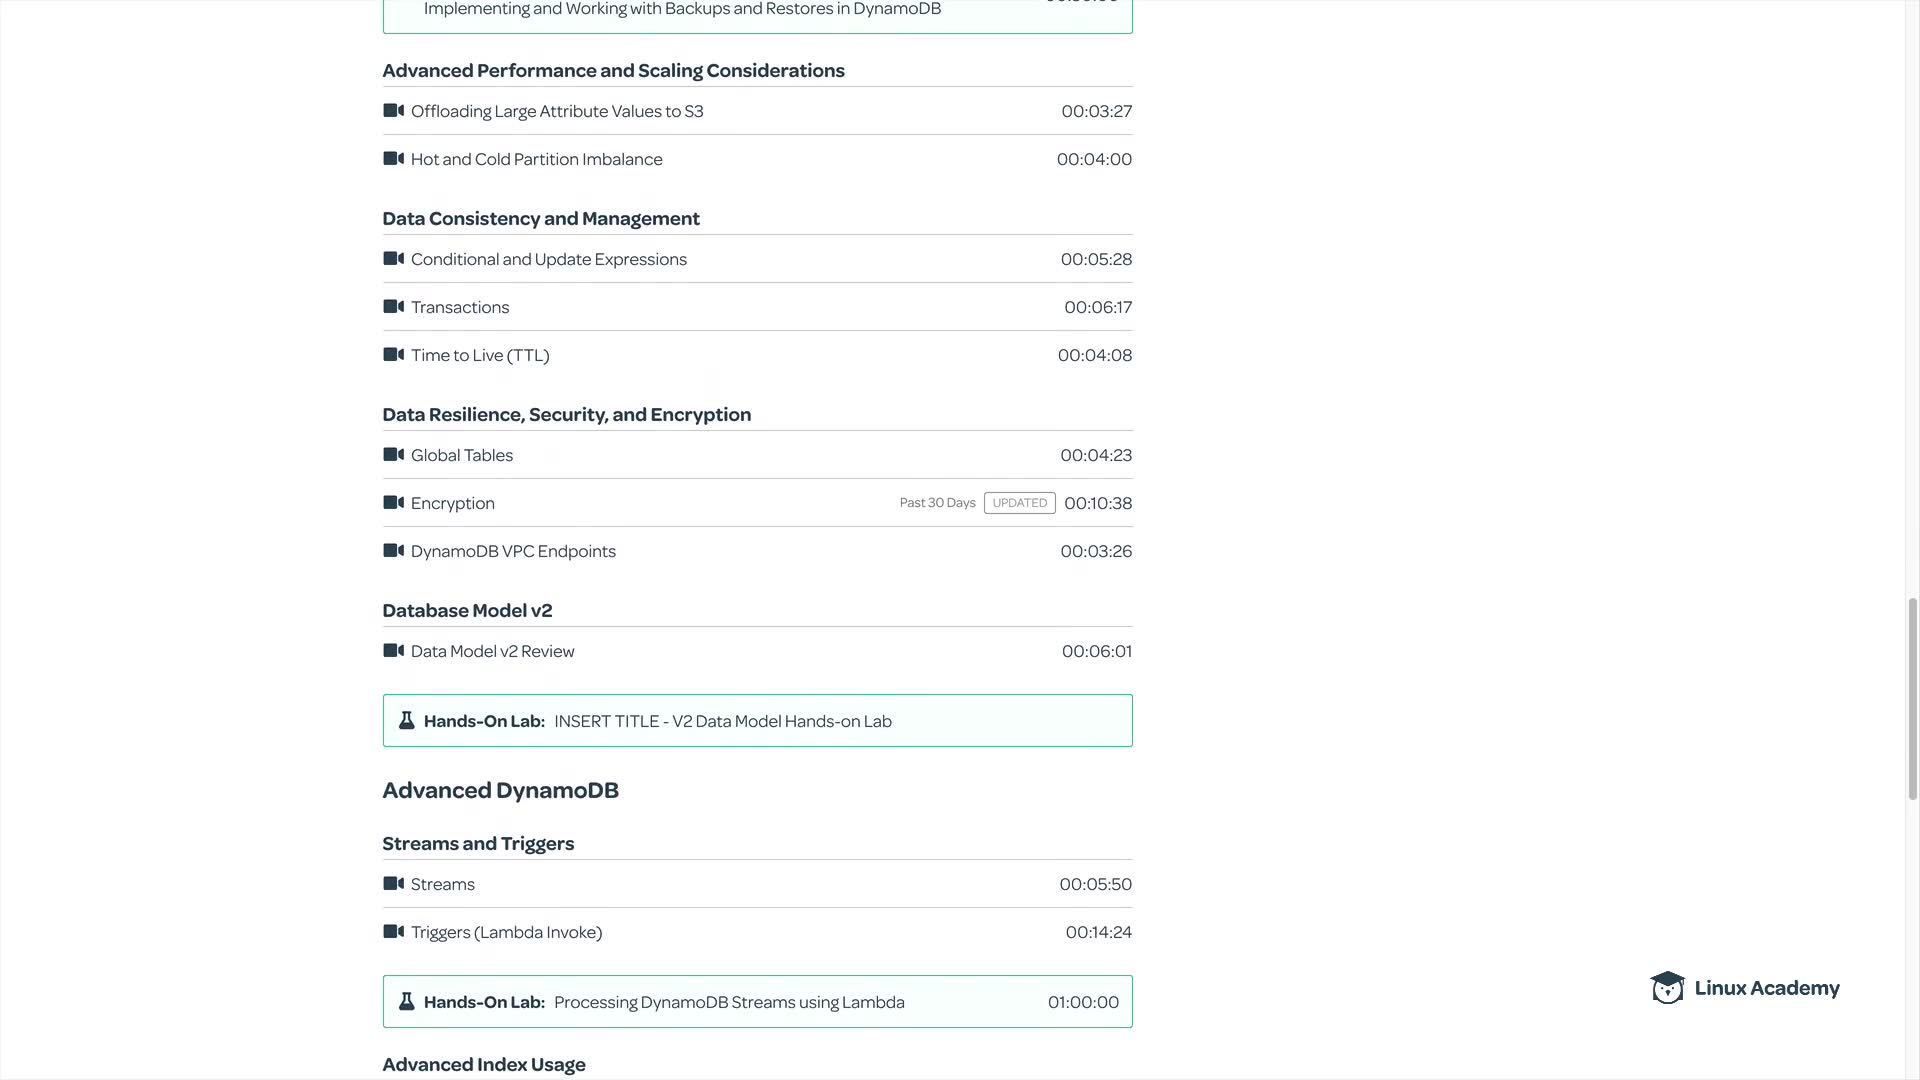 Implementing and Working with Backups and Restores in DynamoDB
Advanced Performance and Scaling Considerations
Offloading Large Attribute Values to S3 00:03:27
Hot and Cold Partition Imbalance 00:04:00
Data Consistency and Management
Conditional and Update Expressions 00:05:28
Transactions 00:06:17
Time to Live (TTL) 00:04:08
Data Resilience, Security, and Encryption
Global Tables 00:04:23
Encryption Past 30 Days UPDATED 00:10:38
DynamoDB VPC Endpoints 00:03:26
Database Model v2
Data Model v2 Review 00:06:01
Hands-On Lab: INSERT TITLE - V2 Data Model Hands-on Lab
Advanced DynamoDB
Streams and Triggers
Streams 00:05:50
Triggers (Lambda Invoke) 00:14:24
Hands-On Lab: Processing DynamoDB Streams using Lambda 01:00:00
Linux Academy
Advanced Index Usage